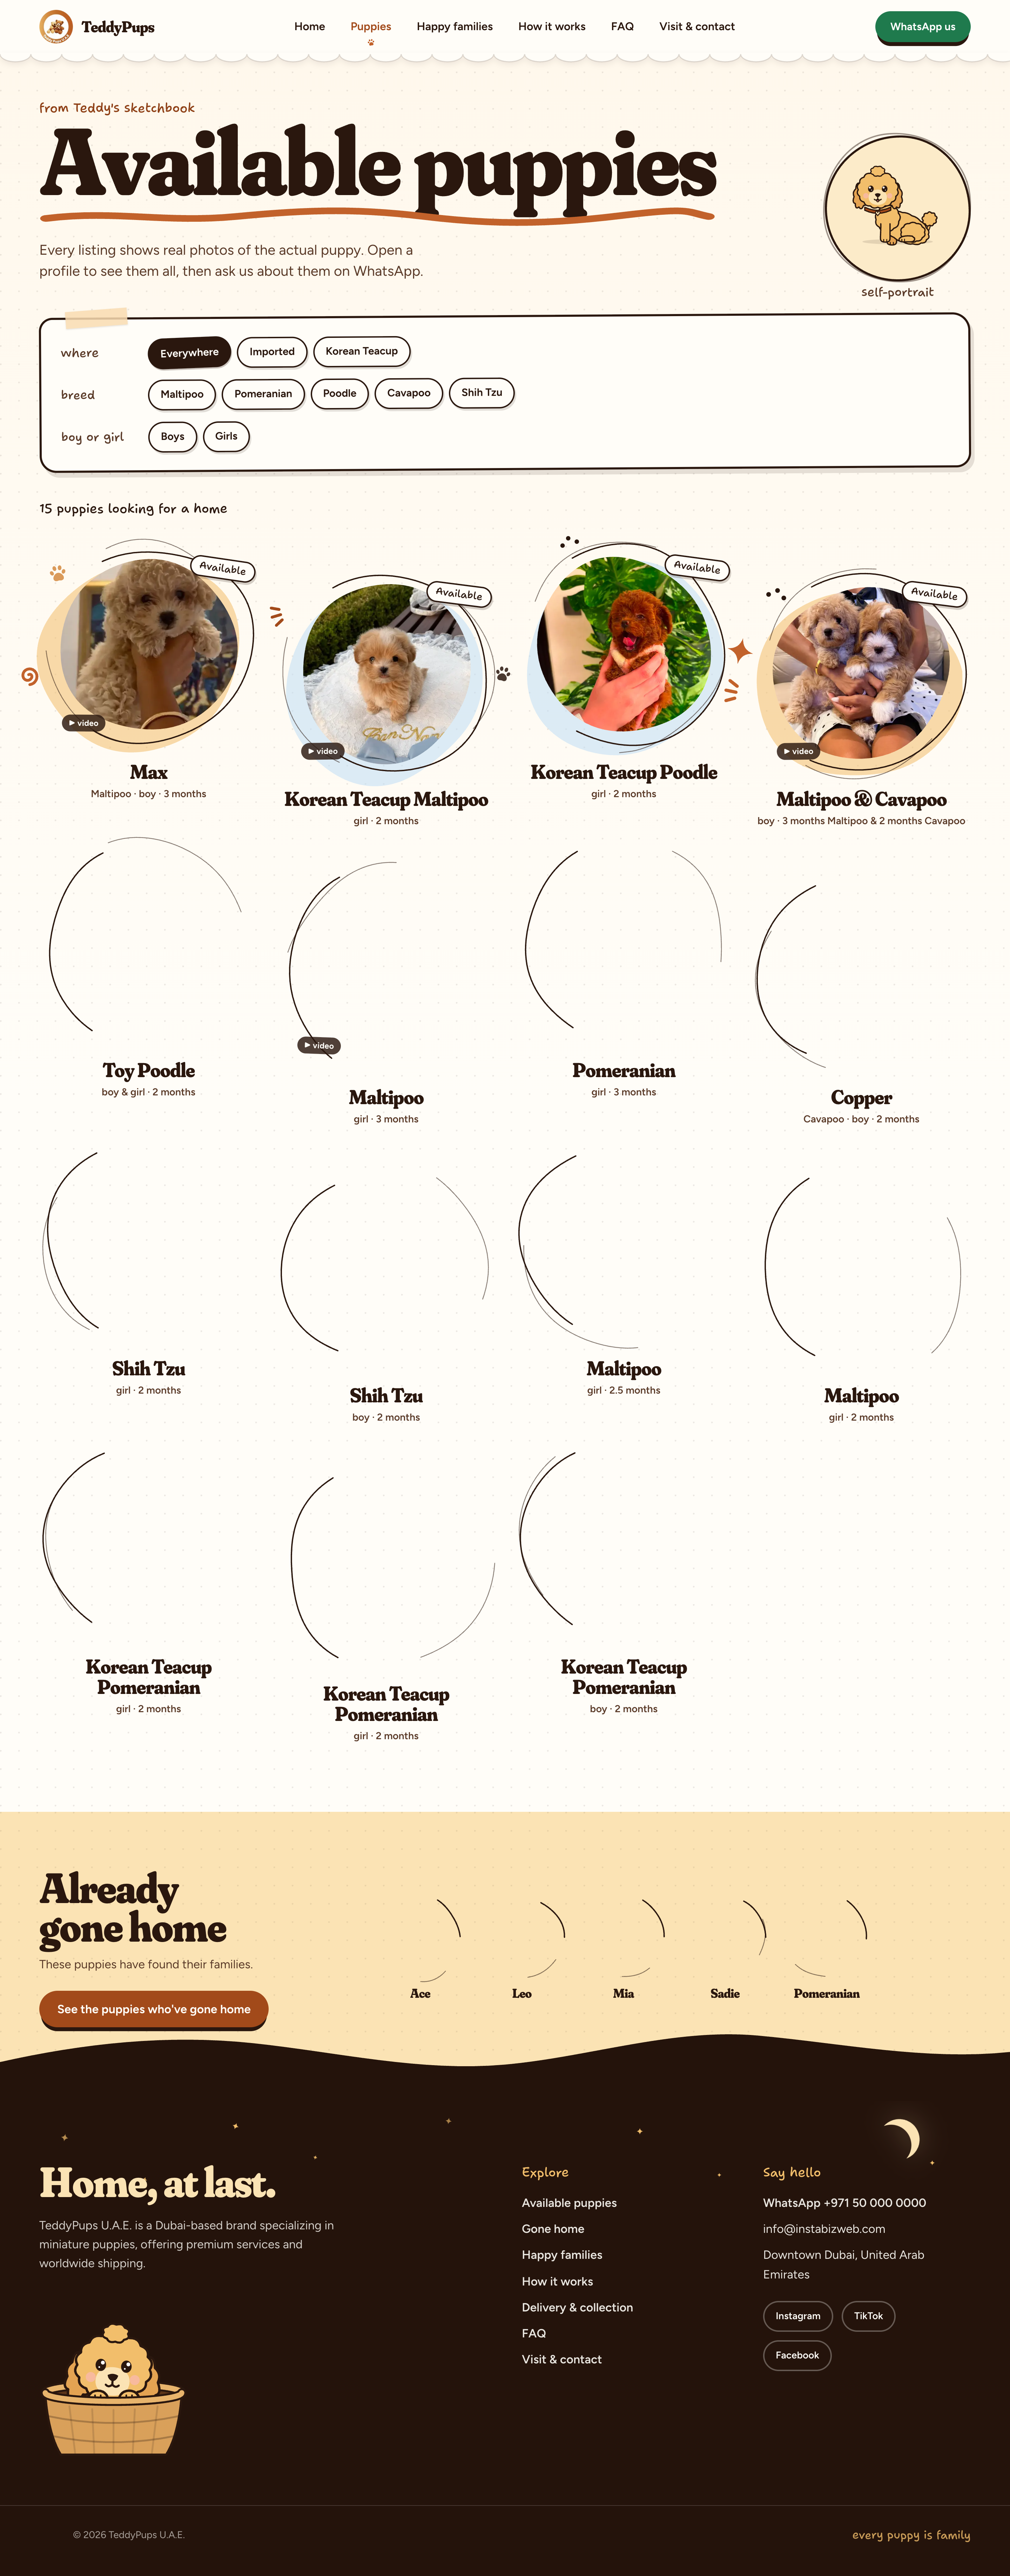 TeddyPups
Home
Puppies
Happy families
How it works
FAQ
Visit & contact
WhatsApp us
from Teddy's sketchbook
Available puppies
Every listing shows real photos of the actual puppy. Open a
profile to see them all, then ask us about them on WhatsApp.
self-portrait
where
Everywhere
Imported
Korean Teacup
breed
Maltipoo
Pomeranian
Poodle
Cavapoo
Shih Tzu
boy or girl
Boys
Girls
15 puppies looking for a home
Available
video
Max
Maltipoo · boy · 3 months
Available
video
Korean Teacup Maltipoo
girl · 2 months
Available
Korean Teacup Poodle
girl · 2 months
Available
video
Maltipoo & Cavapoo
boy · 3 months Maltipoo & 2 months Cavapoo
Toy Poodle
boy & girl · 2 months
video
Maltipoo
girl · 3 months
Pomeranian
girl · 3 months
Copper
Cavapoo · boy · 2 months
Shih Tzu
girl · 2 months
Shih Tzu
boy · 2 months
Maltipoo
girl · 2.5 months
Maltipoo
girl · 2 months
Korean Teacup
Pomeranian
girl · 2 months
Korean Teacup
Pomeranian
girl · 2 months
Korean Teacup
Pomeranian
boy · 2 months
Already
gone home
These puppies have found their families.
See the puppies who've gone home
Ace
Leo
Mia
Sadie
Pomeranian
Home, at last.
TeddyPups U.A.E. is a Dubai-based brand specializing in
miniature puppies, offering premium services and
worldwide shipping.
Explore
Available puppies
Gone home
Happy families
How it works
Delivery & collection
FAQ
Visit & contact
Say hello
WhatsApp +971 50 000 0000
info@instabizweb.com
Downtown Dubai, United Arab
Emirates
Instagram
TikTok
Facebook
© 2026 TeddyPups U.A.E.
every puppy is family